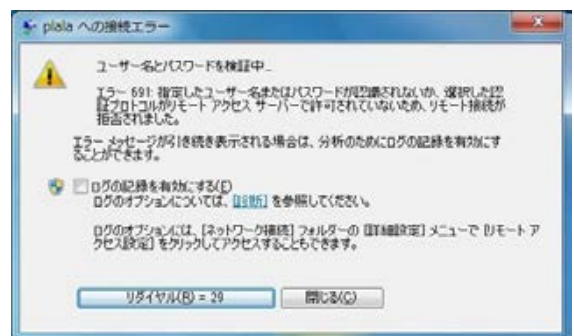 plala への接続エラー
ユーザー名とパスワードを検証中...
エラー 691: 指定したユーザー名またはパスワードが認識されないか、選択した認
証プロトコルがリモート アクセス サーバーで許可されていないため、リモート接続が
拒否されました。
エラー メッセージが引き続き表示される場合は、分析のためにログの記録を有効にす
ることができます。
ログの記録を有効にする(E)
ログのオプションについては、[診断] を参照してください。
ログのオプションには、[ネットワーク接続] フォルダーの [詳細設定] メニューで [リモート ア
クセス設定] をクリックしてアクセスすることもできます。
リダイヤル(R) = 29
閉じる(C)